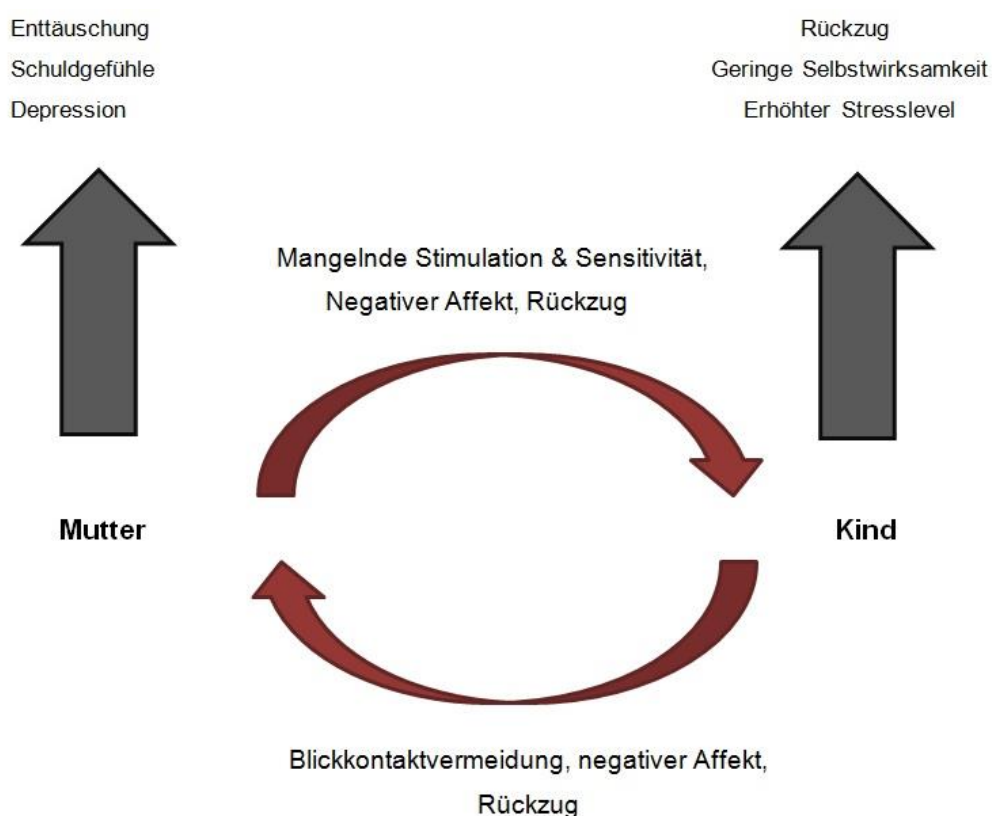 Enttäuschung
Schuldgefühle
Depression
Rückzug
Geringe Selbstwirksamkeit
Erhöhter Stresslevel
Mangelnde Stimulation & Sensitivität,
Negativer Affekt, Rückzug
Mutter
Kind
Blickkontaktvermeidung, negativer Affekt,
Rückzug